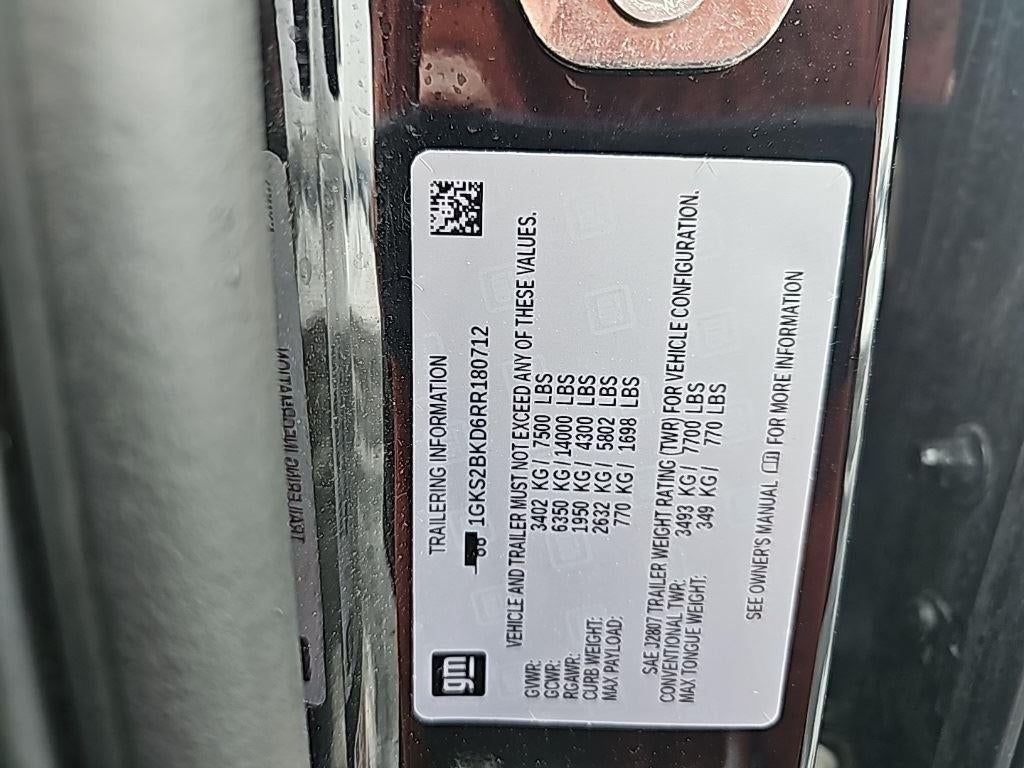 gm
TRAILERING INFORMATION
1GKS2BKD6RR180712
VEHICLE AND TRAILER MUST NOT EXCEED ANY OF THESE VALUES.
GVWR: 3402 KG / 7500 LBS
GCWR: 6350 KG / 14000 LBS
RGAWR: 1950 KG / 4300 LBS
CURB WEIGHT: 2632 KG / 5802 LBS
MAX PAYLOAD: 770 KG / 1698 LBS
SAE J2807 TRAILER WEIGHT RATING (TWR) FOR VEHICLE CONFIGURATION.
CONVENTIONAL TWR: 3493 KG / 7700 LBS
MAX TONGUE WEIGHT: 349 KG / 770 LBS
SEE OWNER'S MANUAL FOR MORE INFORMATION